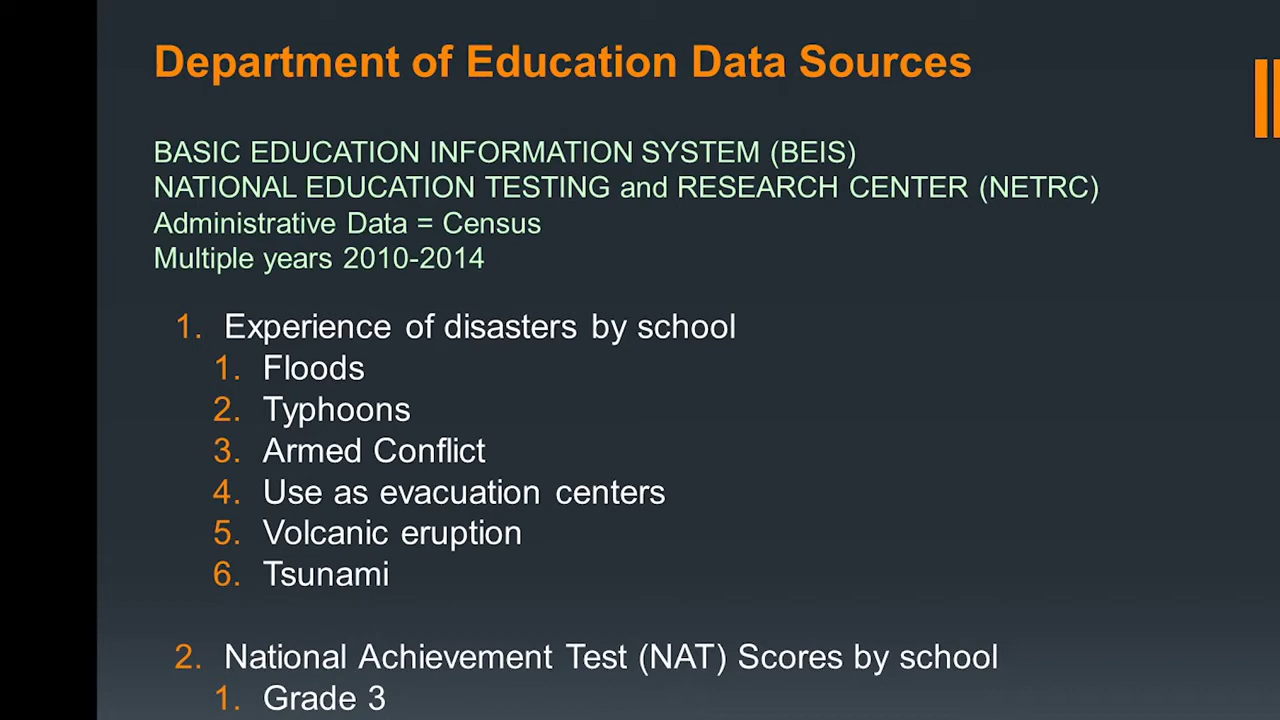 Department of Education Data Sources
BASIC EDUCATION INFORMATION SYSTEM (BEIS)
NATIONAL EDUCATION TESTING and RESEARCH CENTER (NETRC)
Administrative Data = Census
Multiple years 2010-2014
1. Experience of disasters by school
1. Floods
2. Typhoons
3. Armed Conflict
4. Use as evacuation centers
5. Volcanic eruption
6. Tsunami
2. National Achievement Test (NAT) Scores by school
1. Grade 3